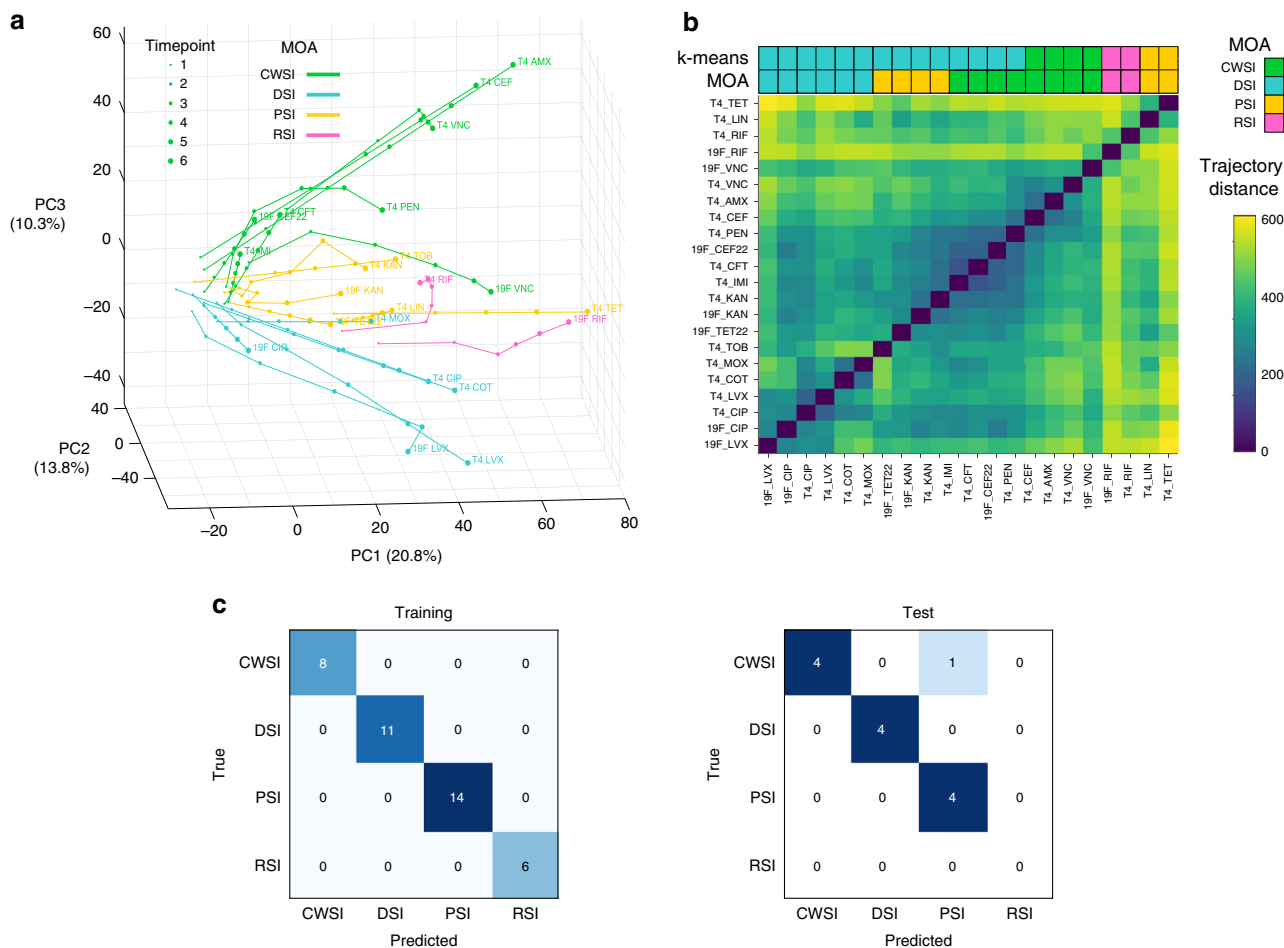 a
Timepoint
1
2
3
4
5
6
MOA
CWSI
DSI
PSI
RSI
60
40
20
0
−20
−40
PC3
(10.3%)
40
0
−40
PC2
(13.8%)
−20
0
20
40
60
80
PC1 (20.8%)
T4 AMX
T4 CEF
T4 VNC
T4 PEN
T4 CFT
19F CEF22
T4 IMI
T4 TOB
T4 KAN
T4 RIF
19F KAN
19F VNC
T4 LIN
T4 TET
T4 MOX
19F RIF
19F CIP
T4 CIP
T4 COT
19F LVX
T4 LVX
b
k-means
MOA
MOA
CWSI
DSI
PSI
RSI
T4_TET
T4_LIN
T4_RIF
19F_RIF
19F_VNC
T4_VNC
T4_AMX
T4_CEF
T4_PEN
19F_CEF22
T4_CFT
T4_IMI
T4_KAN
19F_KAN
19F_TET22
T4_TOB
T4_MOX
T4_COT
T4_LVX
T4_CIP
19F_CIP
19F_LVX
19F_LVX
19F_CIP
T4_CIP
T4_LVX
T4_COT
T4_MOX
19F_TET22
19F_KAN
T4_KAN
T4_IMI
T4_CFT
19F_CEF22
T4_PEN
T4_CEF
T4_AMX
T4_VNC
19F_VNC
19F_RIF
T4_RIF
T4_LIN
T4_TET
Trajectory
distance
600
400
200
0
c
Training
CWSI 8 0 0 0
DSI 0 11 0 0
PSI 0 0 14 0
RSI 0 0 0 6
CWSI DSI PSI RSI
True
Predicted
Test
CWSI 4 0 1 0
DSI 0 4 0 0
PSI 0 0 4 0
RSI 0 0 0 0
CWSI DSI PSI RSI
True
Predicted